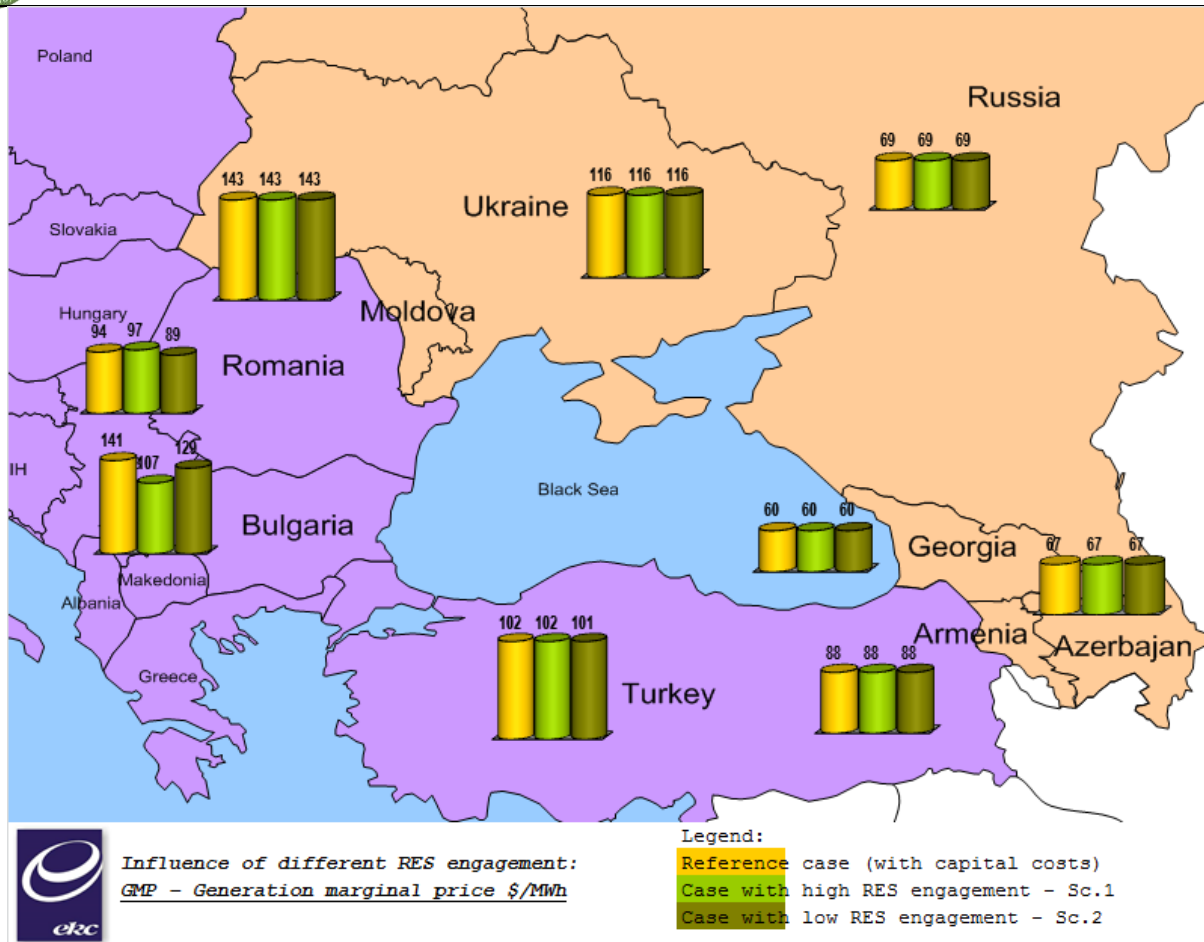 Poland
Russia
69 69 69
143 143 143
Ukraine
116 116 116
Slovakia
Hungary
Moldova
94 97 89
Romania
141 107 129
IH
Black Sea
Bulgaria
60 60 60
Georgia
67 67 67
Makedonia
Albania
Armenia
Azerbajan
102 102 101
88 88 88
Greece
Turkey
Legend:
Influence of different RES engagement:
GMP - Generation marginal price $/MWh
Reference case (with capital costs)
Case with high RES engagement - Sc.1
Case with low RES engagement - Sc.2
ekc